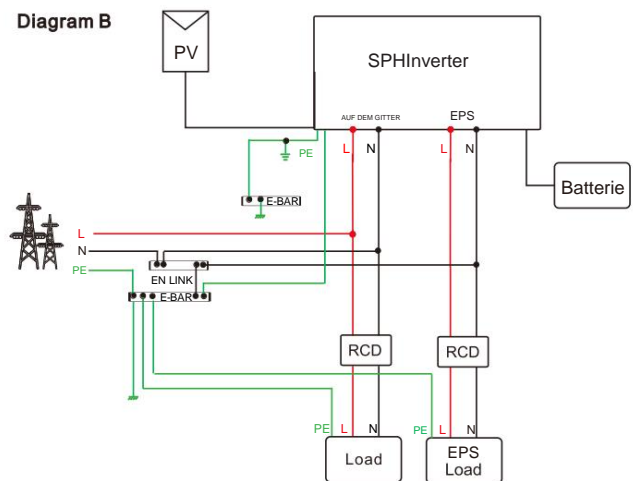 Diagram B
PV
SPHInverter
AUF DEM GITTER
EPS
PE
L
N
L
N
E-BARI
Batterie
L
N
PE
EN LINK
E-BAR
RCD
RCD
PE
L
N
PE
L
N
Load
EPS
Load